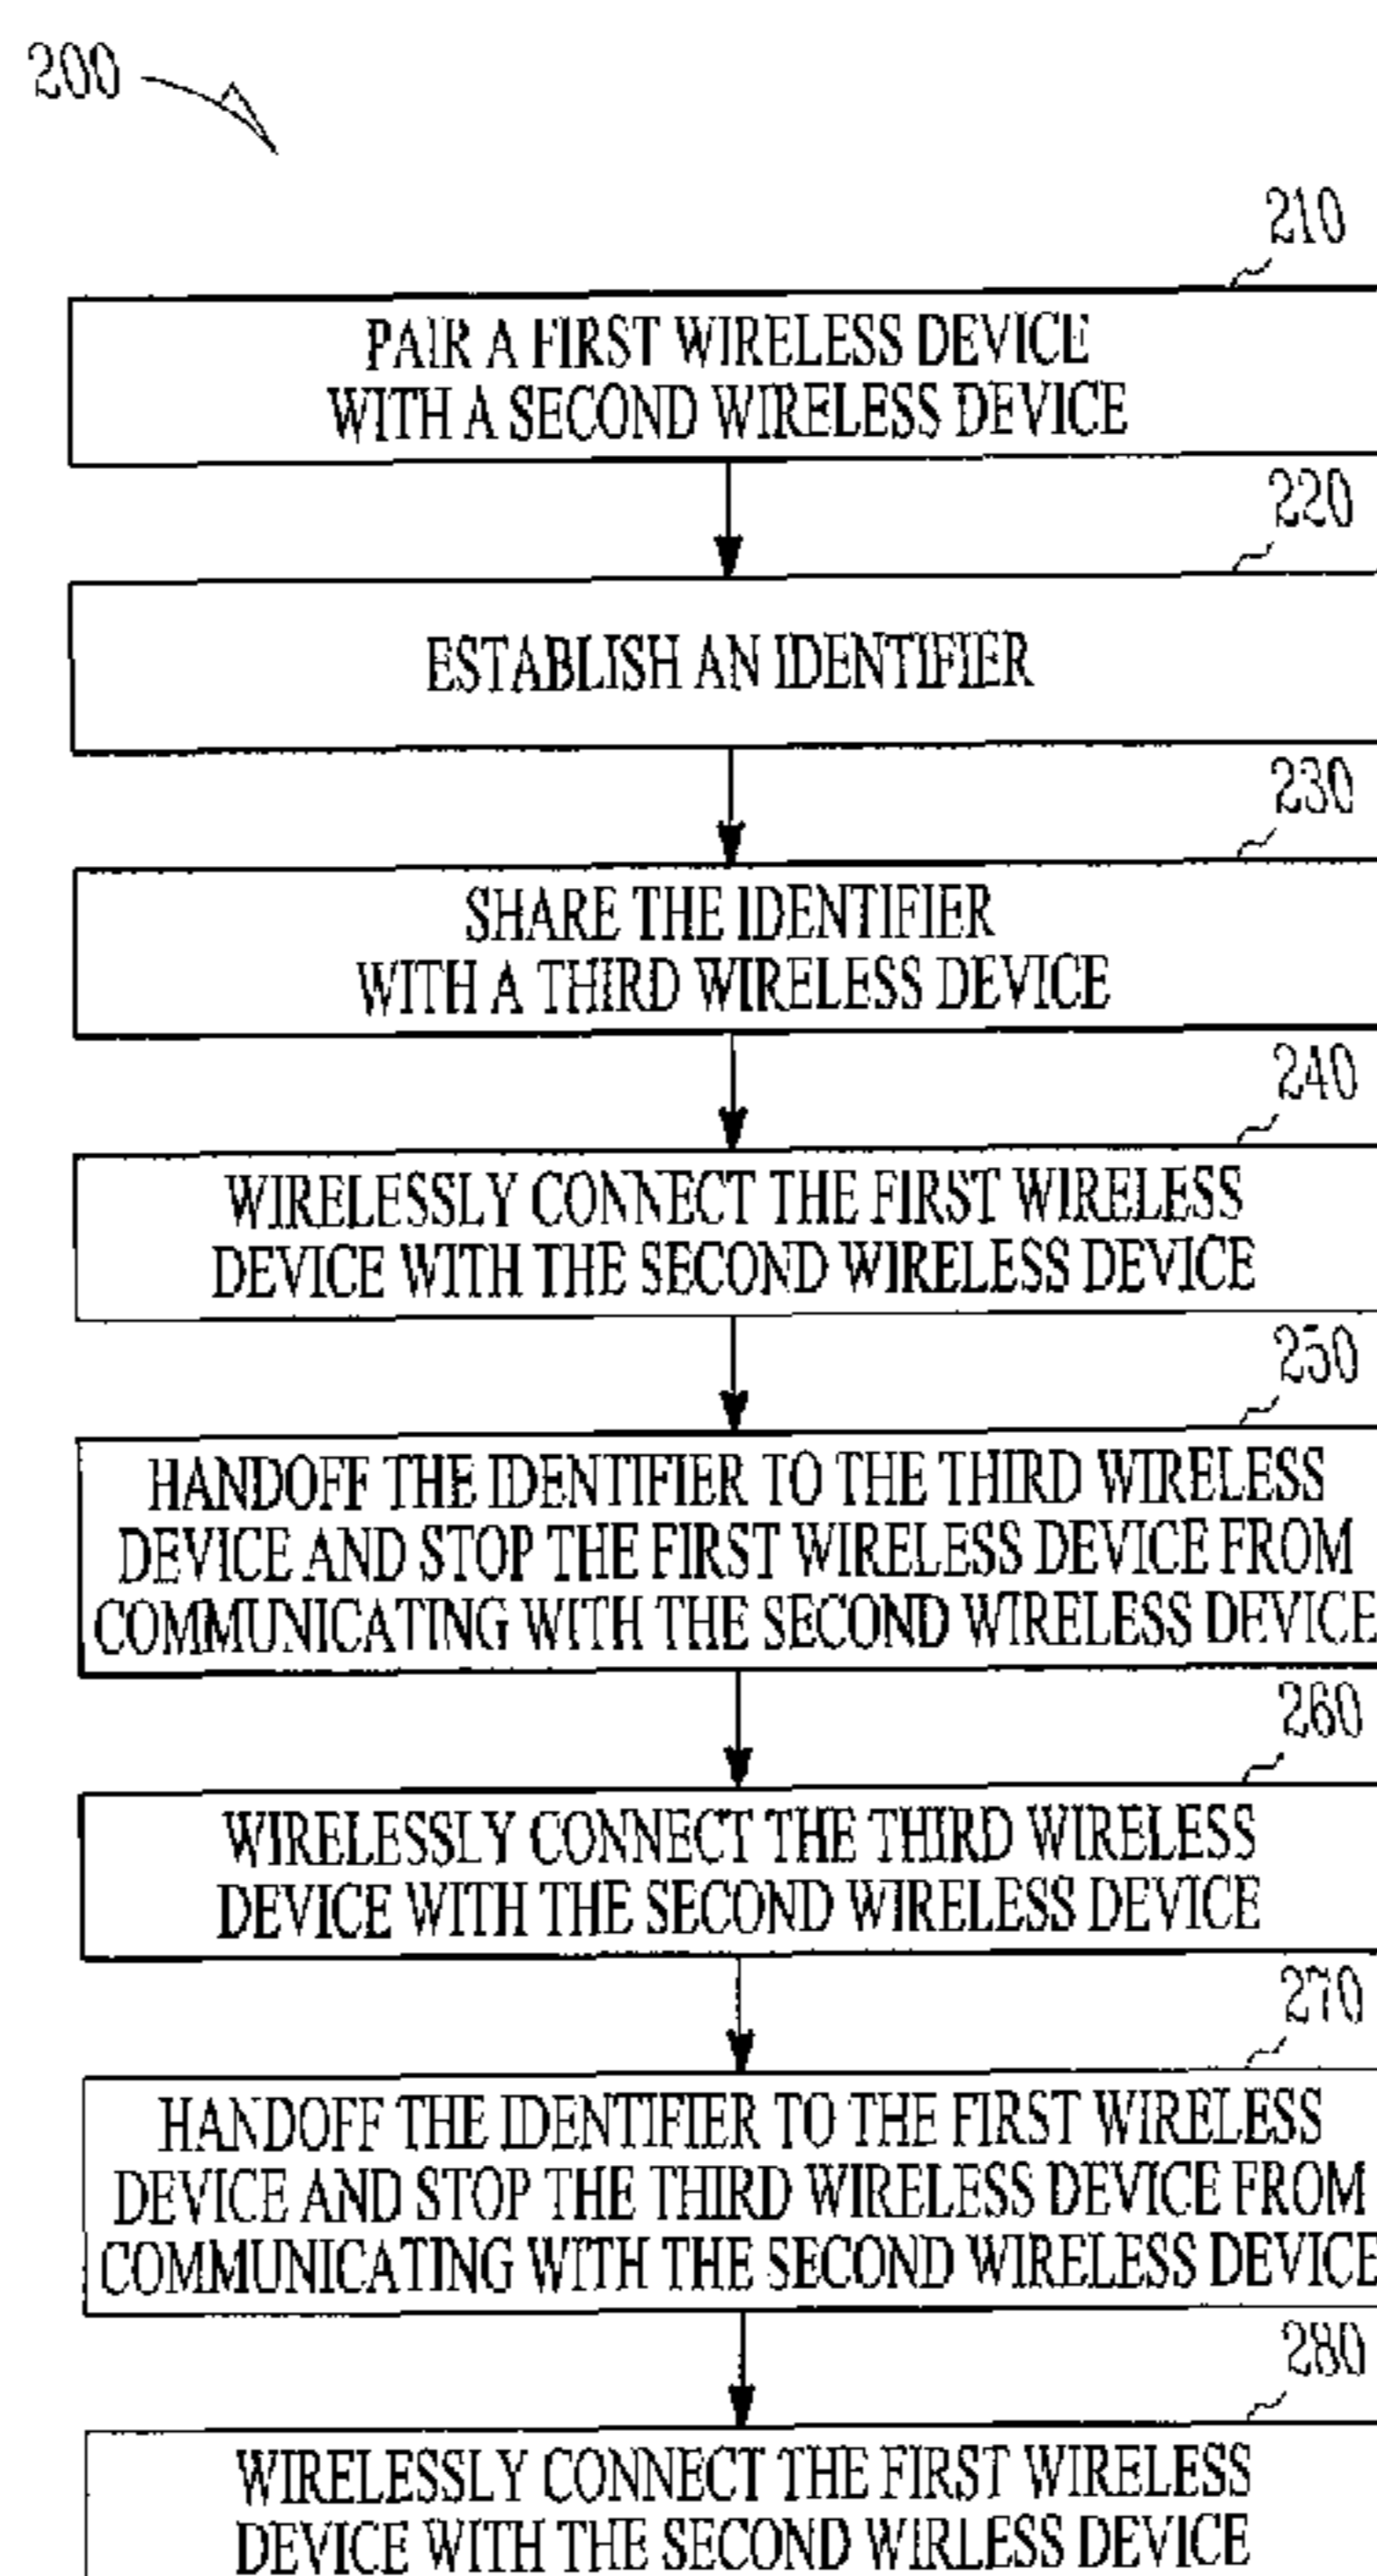 200
210
PAIR A FIRST WIRELESS DEVICE
WITH A SECOND WIRELESS DEVICE
220
ESTABLISH AN IDENTIFIER
230
SHARE THE IDENTIFIER
WITH A THIRD WIRELESS DEVICE
240
WIRELESSLY CONNECT THE FIRST WIRELESS
DEVICE WITH THE SECOND WIRELESS DEVICE
250
HANDOFF THE IDENTIFIER TO THE THIRD WIRELESS
DEVICE AND STOP THE FIRST WIRELESS DEVICE FROM
COMMUNICATING WITH THE SECOND WIRELESS DEVICE
260
WIRELESSLY CONNECT THE THIRD WIRELESS
DEVICE WITH THE SECOND WIRELESS DEVICE
270
HANDOFF THE IDENTIFIER TO THE FIRST WIRELESS
DEVICE AND STOP THE THIRD WIRELESS DEVICE FROM
COMMUNICATING WITH THE SECOND WIRELESS DEVICE
280
WIRELESSLY CONNECT THE FIRST WIRELESS
DEVICE WITH THE SECOND WIRLESS DEVICE